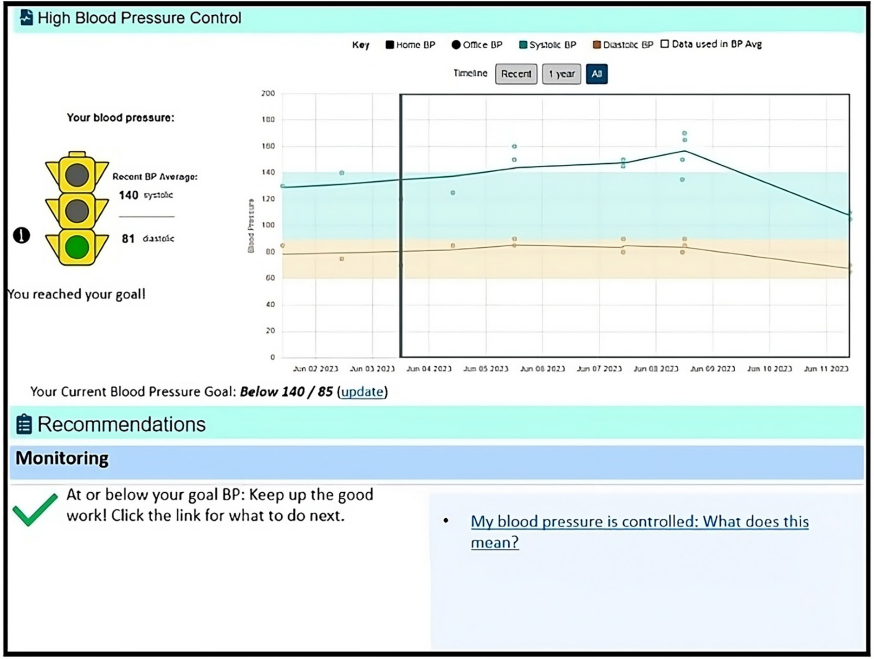 High Blood Pressure Control
Key Home BP Office BP Systolic BP Diastolic BP Data used in BP Avg
Timeline Recent 1 year All
Your blood pressure:
Recent BP Average:
140 systolic
81 diastolic
1
You reached your goal!
Blood Pressure
200
180
160
140
120
100
80
60
40
20
0
Jun 02 2023 Jun 03 2023 Jun 04 2023 Jun 05 2023 Jun 06 2023 Jun 07 2023 Jun 08 2023 Jun 09 2023 Jun 10 2023 Jun 11 2023
Your Current Blood Pressure Goal: Below 140 / 85 (update)
Recommendations
Monitoring
At or below your goal BP: Keep up the good
work! Click the link for what to do next.
• My blood pressure is controlled: What does this
mean?